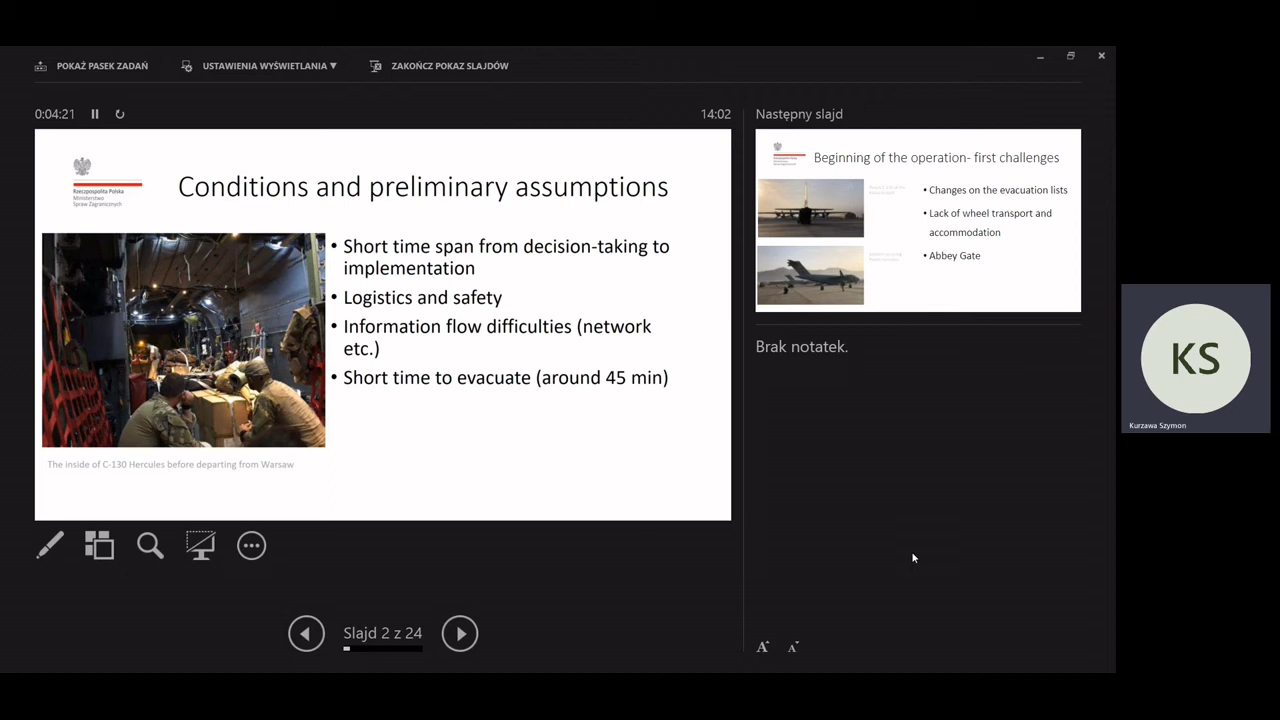 POKAŻ PASEK ZADAŃ
USTAWIENIA WYŚWIETLANIA ▼
ZAKOŃCZ POKAZ SLAJDÓW
0:04:21
14:02
Rzeczpospolita Polska
Ministerstwo
Spraw Zagranicznych
Conditions and preliminary assumptions
• Short time span from decision-taking to
implementation
• Logistics and safety
• Information flow difficulties (network
etc.)
• Short time to evacuate (around 45 min)
The inside of C-130 Hercules before departing from Warsaw
Slajd 2 z 24
Następny slajd
Beginning of the operation- first challenges
• Changes on the evacuation lists
• Lack of wheel transport and
accommodation
• Abbey Gate
Brak notatek.
A A
KS
Kurzawa Szymon